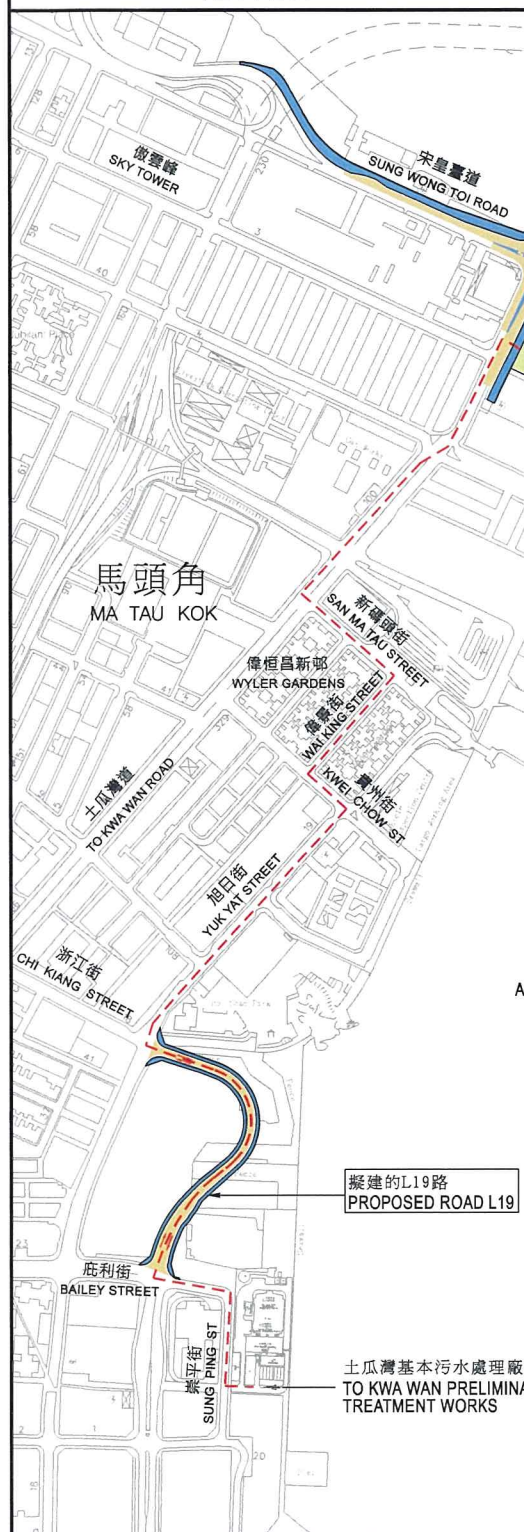 傲雲峰
SKY TOWER
宋皇臺道
SUNG WONG TOI ROAD
馬頭角
MA TAU KOK
新碼頭街
SAN MA TAU STREET
偉恒昌新邨
WYLER GARDENS
偉景街
WAI KING STREET
貴州街
KWEI CHOW ST
土瓜灣道
TO KWA WAN ROAD
旭日街
YUK YAT STREET
浙江街
CHI KIANG STREET
A
擬建的L19路
PROPOSED ROAD L19
庇利街
BAILEY STREET
崇平街
SUNG PING ST
土瓜灣基本污水處理廠
TO KWA WAN PRELIMINA
TREATMENT WORKS